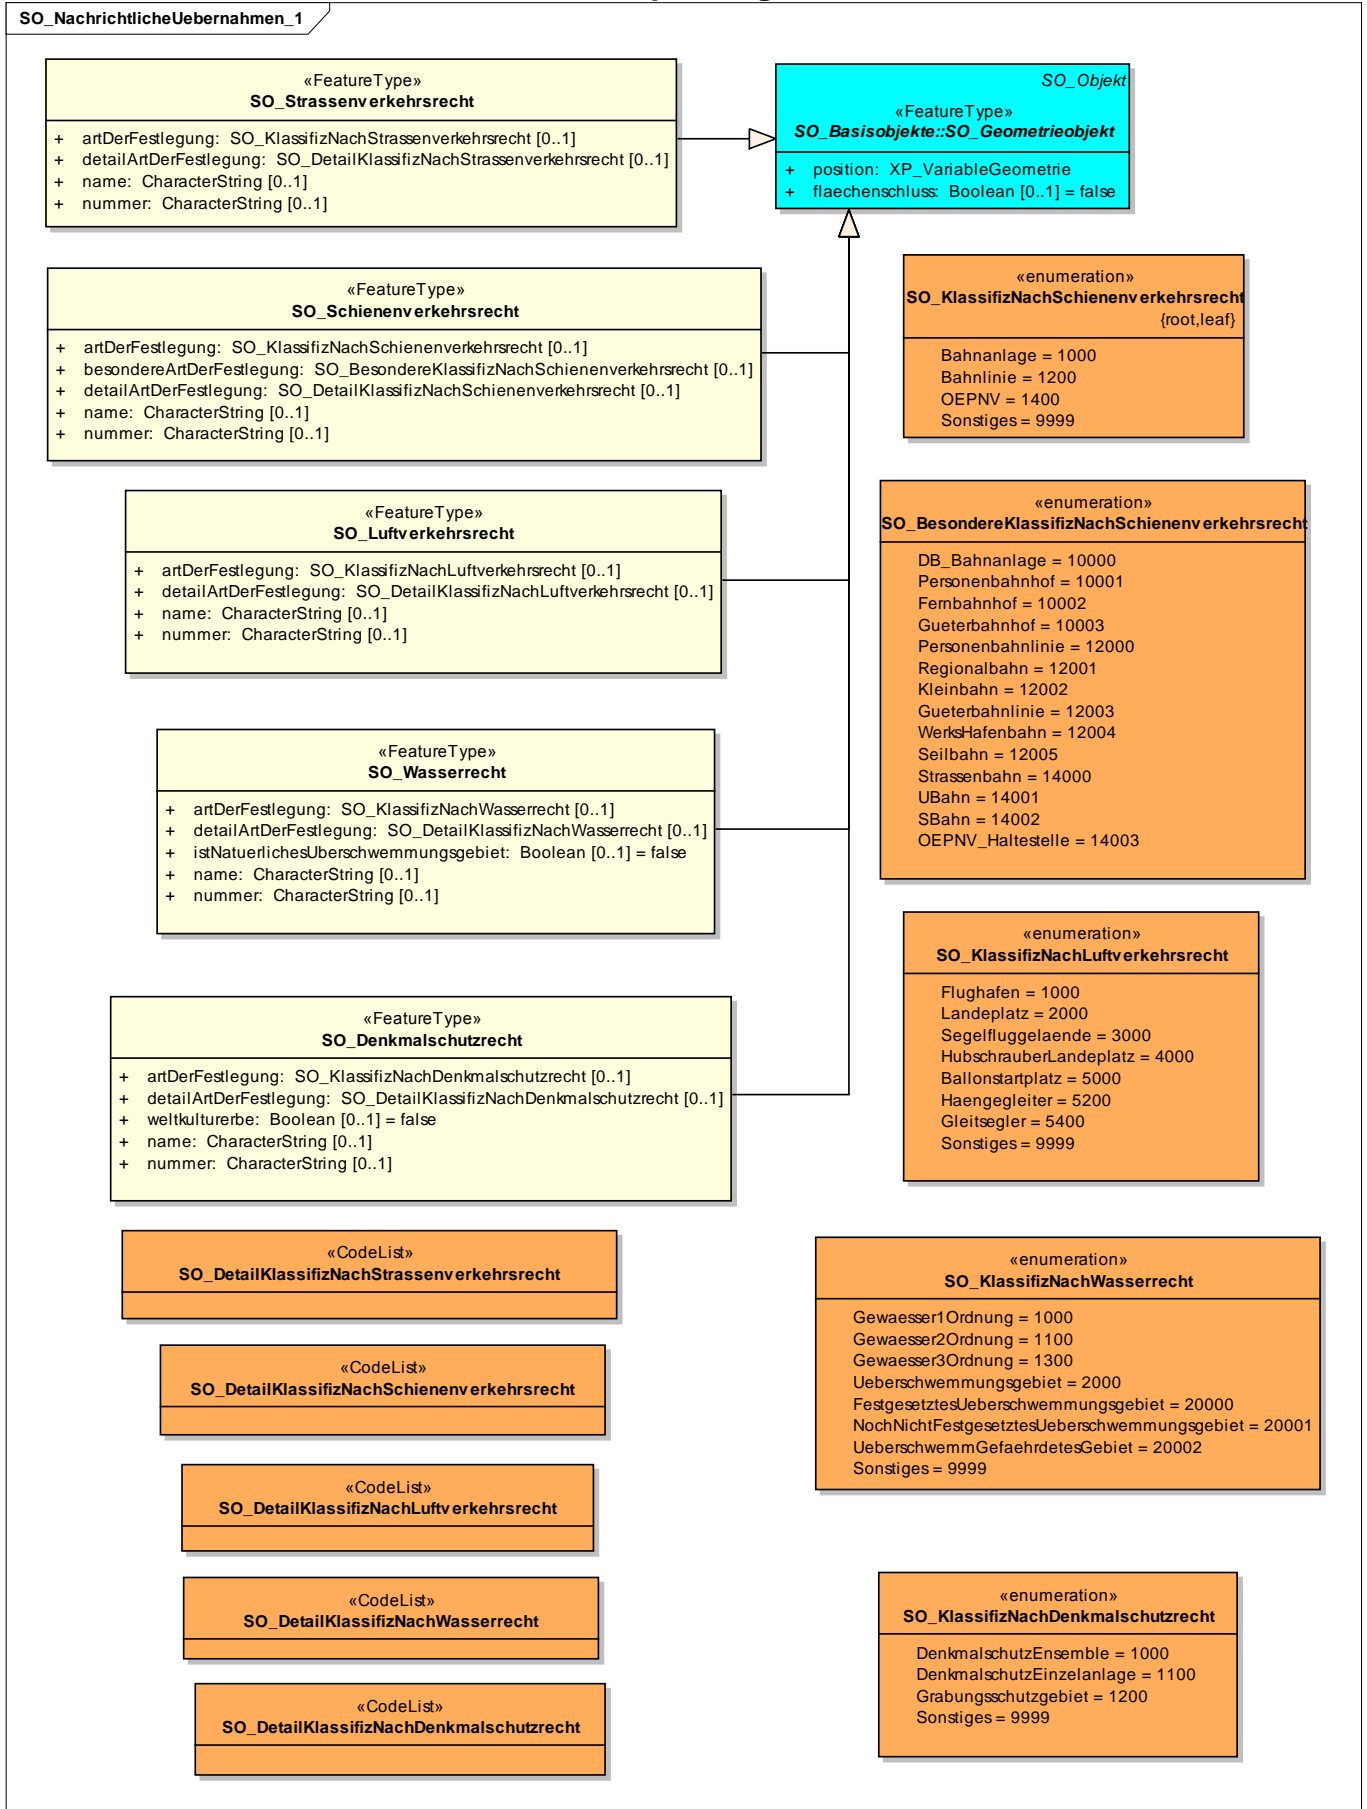 SO_NachrichtlicheUebernahmen_1
«FeatureType»
SO_Strassenverkehrsrecht
+ artDerFestlegung: SO_KlassifizNachStrassenverkehrsrecht [0..1]
+ detailArtDerFestlegung: SO_DetailKlassifizNachStrassenverkehrsrecht [0..1]
+ name: CharacterString [0..1]
+ nummer: CharacterString [0..1]
SO_Objekt
«FeatureType»
SO_Basisobjekte::SO_Geometrieobjekt
+ position: XP_VariableGeometrie
+ flaechenschluss: Boolean [0..1] = false
«FeatureType»
SO_Schienenverkehrsrecht
+ artDerFestlegung: SO_KlassifizNachSchienenverkehrsrecht [0..1]
+ besondereArtDerFestlegung: SO_BesondereKlassifizNachSchienenverkehrsrecht [0..1]
+ detailArtDerFestlegung: SO_DetailKlassifizNachSchienenverkehrsrecht [0..1]
+ name: CharacterString [0..1]
+ nummer: CharacterString [0..1]
«enumeration»
SO_KlassifizNachSchienenverkehrsrecht
{root,leaf}
Bahnanlage = 1000
Bahnlinie = 1200
OEPNV = 1400
Sonstiges = 9999
«FeatureType»
SO_Luftverkehrsrecht
+ artDerFestlegung: SO_KlassifizNachLuftverkehrsrecht [0..1]
+ detailArtDerFestlegung: SO_DetailKlassifizNachLuftverkehrsrecht [0..1]
+ name: CharacterString [0..1]
+ nummer: CharacterString [0..1]
«enumeration»
SO_BesondereKlassifizNachSchienenverkehrsrecht
DB_Bahnanlage = 10000
Personenbahnhof = 10001
Fernbahnhof = 10002
Gueterbahnhof = 10003
Personenbahnlinie = 12000
Regionalbahn = 12001
Kleinbahn = 12002
Gueterbahnlinie = 12003
WerksHafenbahn = 12004
Seilbahn = 12005
Strassenbahn = 14000
UBahn = 14001
SBahn = 14002
OEPNV_Haltestelle = 14003
«FeatureType»
SO_Wasserrecht
+ artDerFestlegung: SO_KlassifizNachWasserrecht [0..1]
+ detailArtDerFestlegung: SO_DetailKlassifizNachWasserrecht [0..1]
+ istNatuerlichesUberschwemmungsgebiet: Boolean [0..1] = false
+ name: CharacterString [0..1]
+ nummer: CharacterString [0..1]
«enumeration»
SO_KlassifizNachLuftverkehrsrecht
Flughafen = 1000
Landeplatz = 2000
Segelfluggelaende = 3000
HubschrauberLandeplatz = 4000
Ballonstartplatz = 5000
Haengegleiter = 5200
Gleitsegler = 5400
Sonstiges = 9999
«FeatureType»
SO_Denkmalschutzrecht
+ artDerFestlegung: SO_KlassifizNachDenkmalschutzrecht [0..1]
+ detailArtDerFestlegung: SO_DetailKlassifizNachDenkmalschutzrecht [0..1]
+ weltkulturerbe: Boolean [0..1] = false
+ name: CharacterString [0..1]
+ nummer: CharacterString [0..1]
«CodeList»
SO_DetailKlassifizNachStrassenverkehrsrecht
«enumeration»
SO_KlassifizNachWasserrecht
Gewaesser1Ordnung = 1000
Gewaesser2Ordnung = 1100
Gewaesser3Ordnung = 1300
Ueberschwemmungsgebiet = 2000
FestgesetztesUeberschwemmungsgebiet = 20000
NochNichtFestgesetztesUeberschwemmungsgebiet = 20001
UeberschwemmGefaehrdetesGebiet = 20002
Sonstiges = 9999
«CodeList»
SO_DetailKlassifizNachSchienenverkehrsrecht
«CodeList»
SO_DetailKlassifizNachLuftverkehrsrecht
«CodeList»
SO_DetailKlassifizNachWasserrecht
«CodeList»
SO_DetailKlassifizNachDenkmalschutzrecht
«enumeration»
SO_KlassifizNachDenkmalschutzrecht
DenkmalschutzEnsemble = 1000
DenkmalschutzEinzelanlage = 1100
Grabungsschutzgebiet = 1200
Sonstiges = 9999